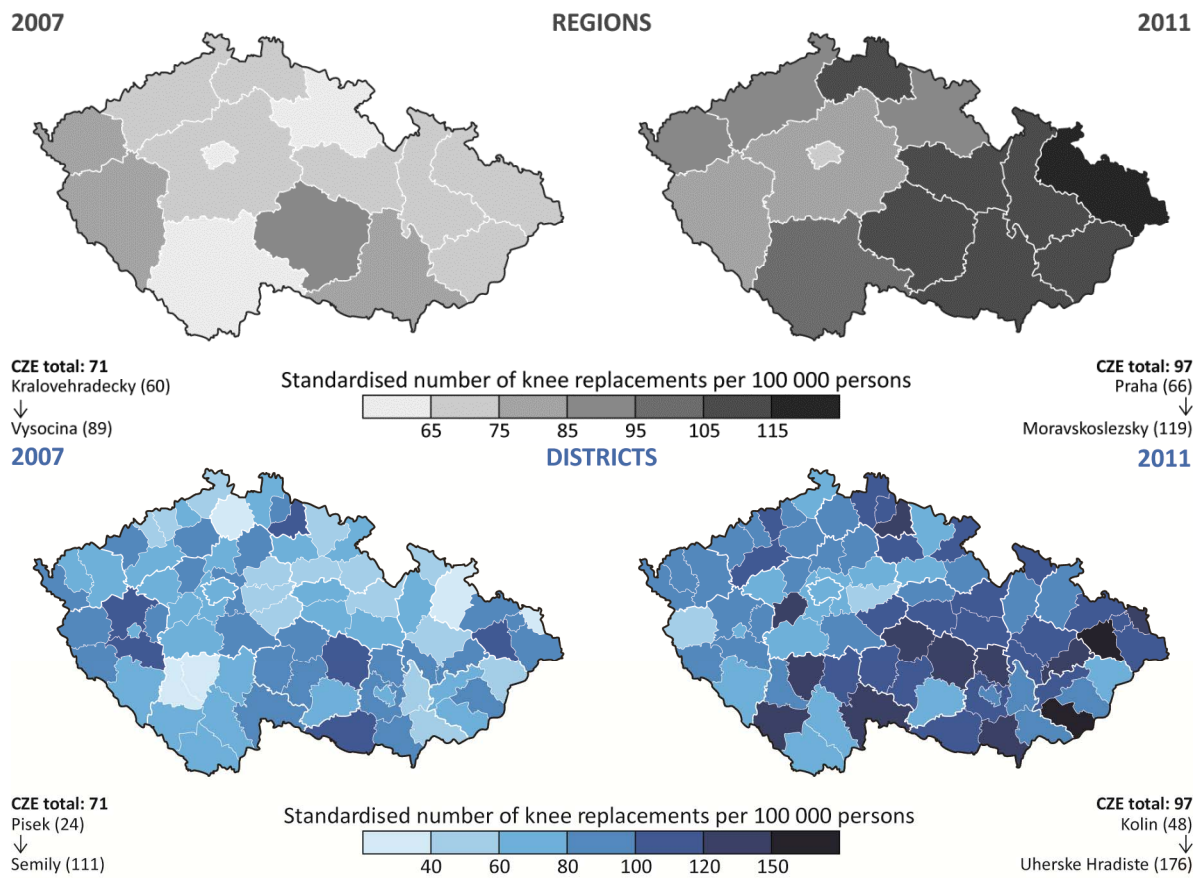 2007 REGIONS 2011
CZE total: 71
Kralovehradecky (60)
↓
Vysocina (89)
Standardised number of knee replacements per 100 000 persons
65 75 85 95 105 115
CZE total: 97
Praha (66)
↓
Moravskoslezsky (119)
2007 DISTRICTS 2011
CZE total: 71
Pisek (24)
↓
Semily (111)
Standardised number of knee replacements per 100 000 persons
40 60 80 100 120 150
CZE total: 97
Kolin (48)
↓
Uherske Hradiste (176)